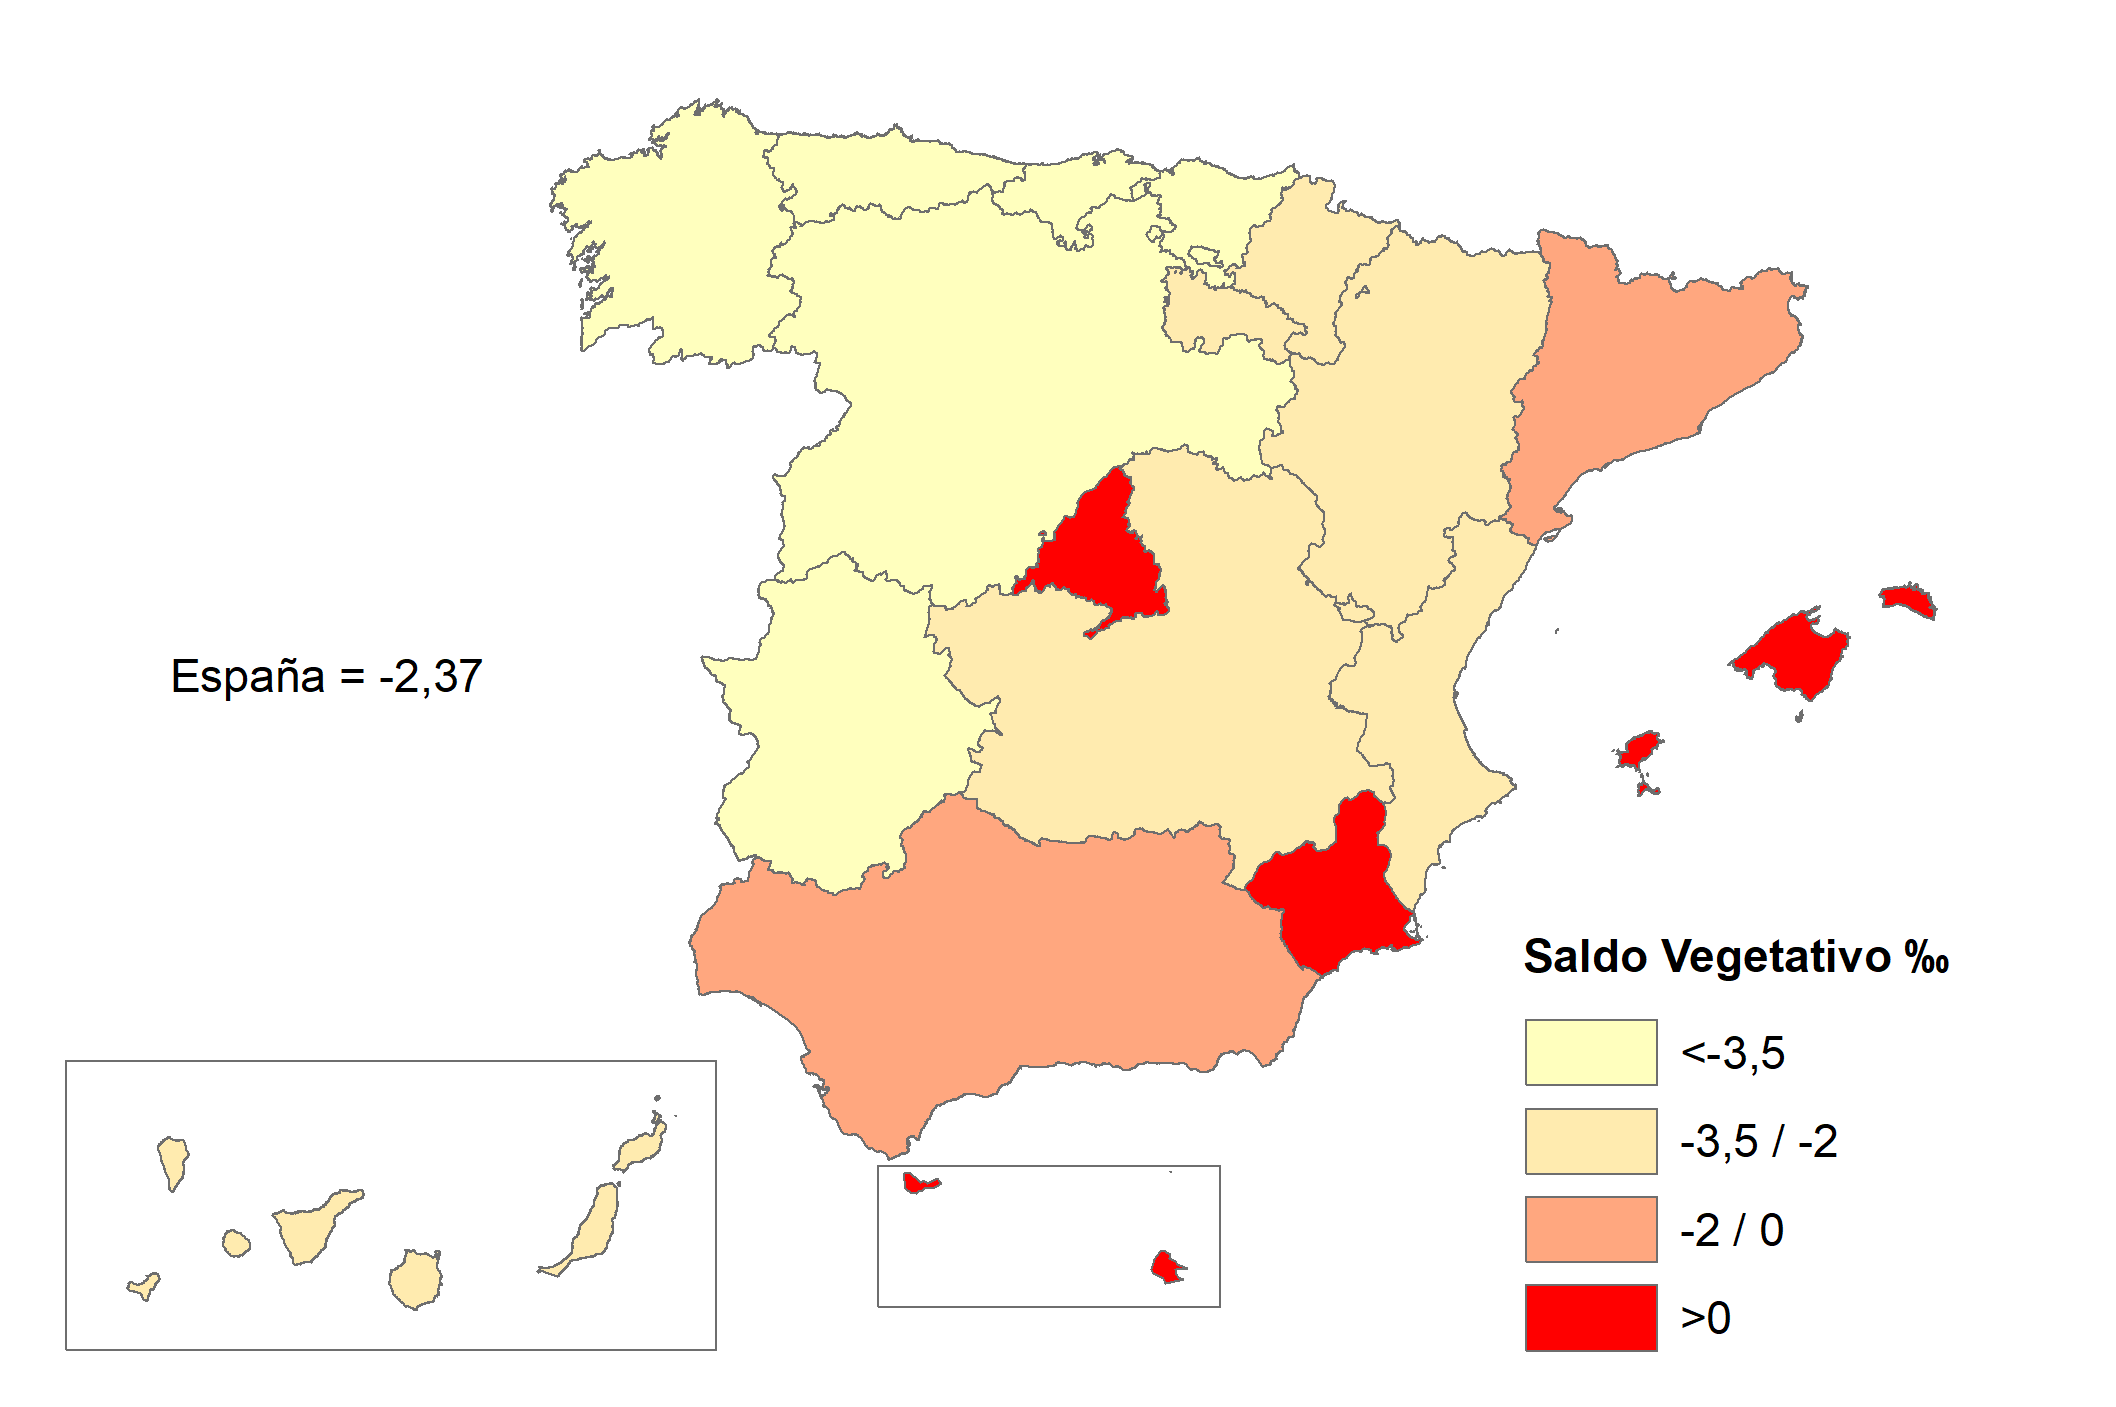 España = -2,37
Saldo Vegetativo ‰
<-3,5
-3,5 / -2
-2 / 0
>0